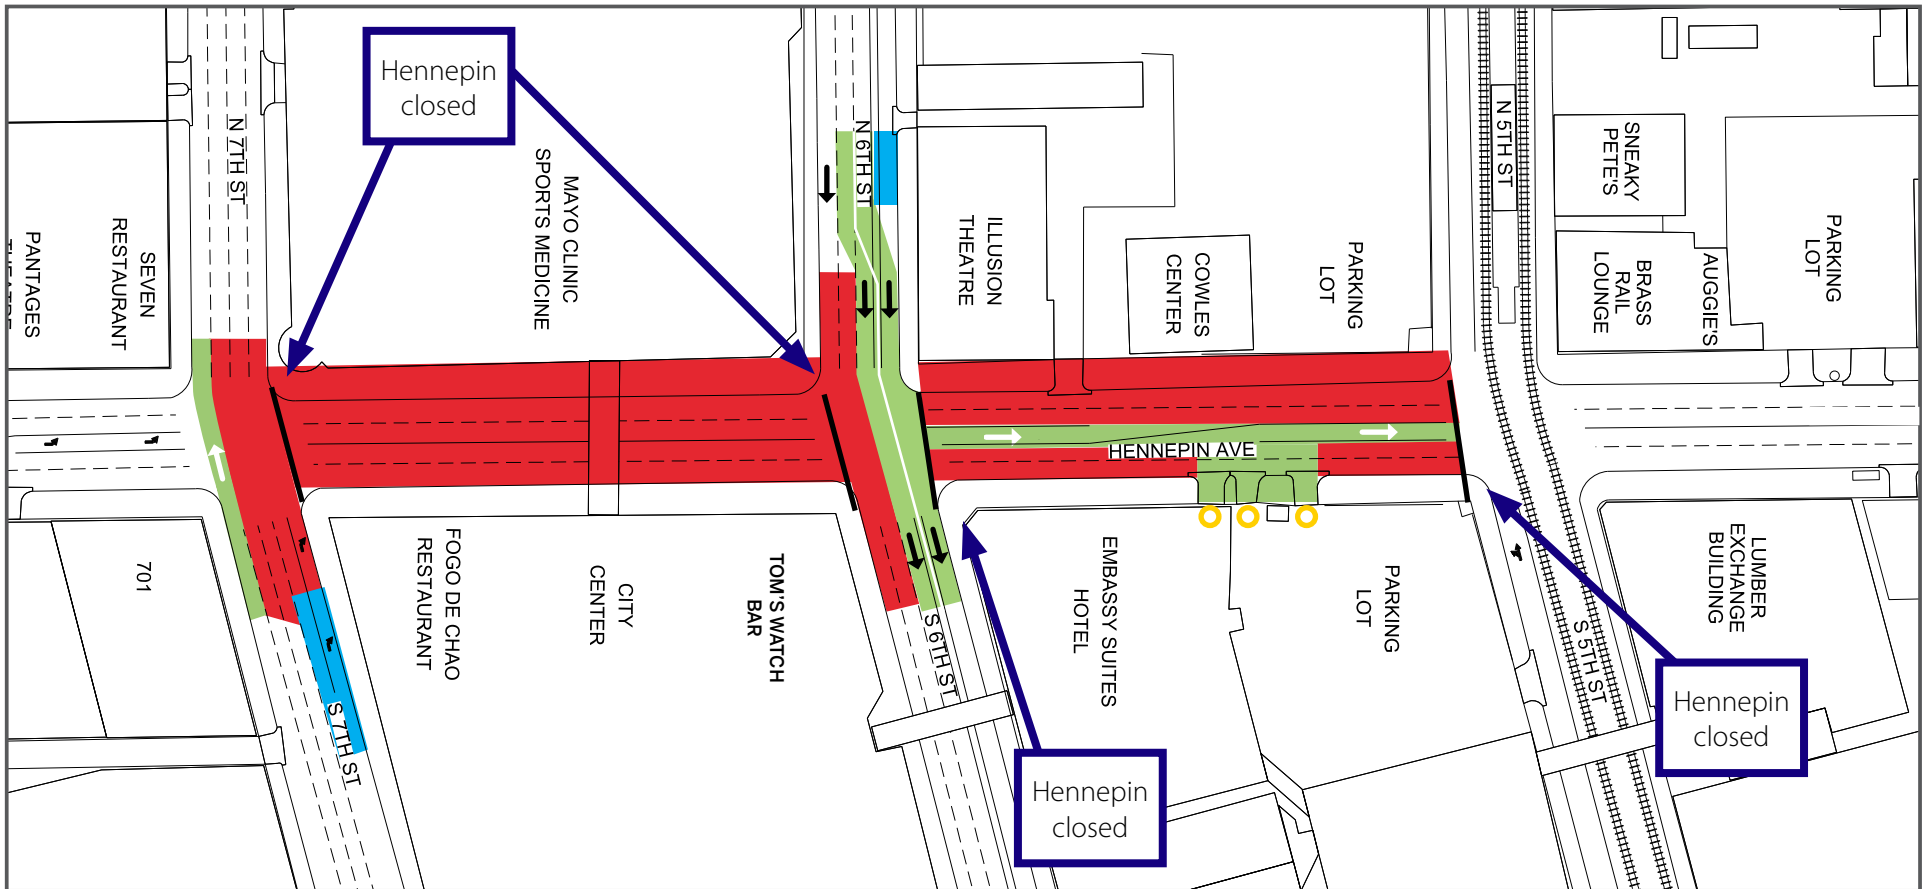 Hennepin
closed
N 7TH ST
MAYO CLINIC
SPORTS MEDICINE
SEVEN
RESTAURANT
PANTAGES
N 6TH ST
ILLUSION
THEATRE
COWLES
CENTER
PARKING
LOT
N 5TH ST
SNEAKY
PETE'S
BRASS
RAIL
LOUNGE
AUGGIE'S
PARKING
LOT
HENNEPIN AVE
701
FOGO DE CHAO
RESTAURANT
CITY
CENTER
TOM'S WATCH
BAR
S 7TH ST
S 6TH ST
EMBASSY SUITES
HOTEL
PARKING
LOT
S 5TH ST
LUMBER
EXCHANGE
BUILDING
Hennepin
closed
Hennepin
closed